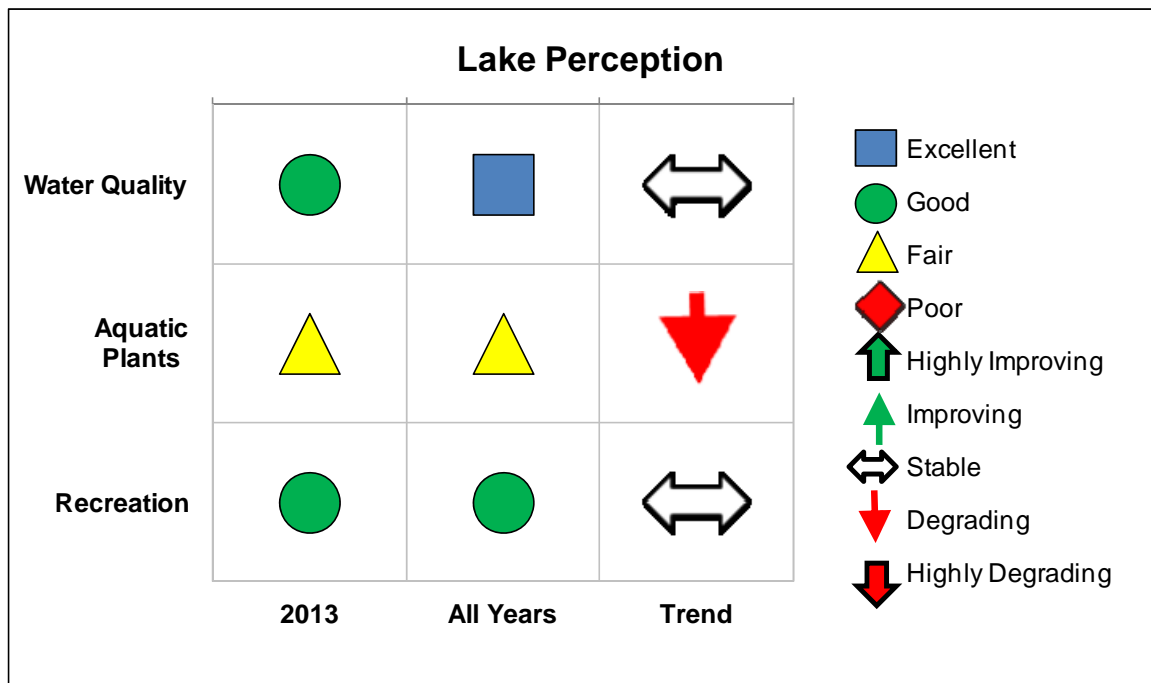 Lake Perception
Water Quality
Aquatic
Plants
Recreation
2013
All Years
Trend
Excellent
Good
Fair
Poor
Highly Improving
Improving
Stable
Degrading
Highly Degrading